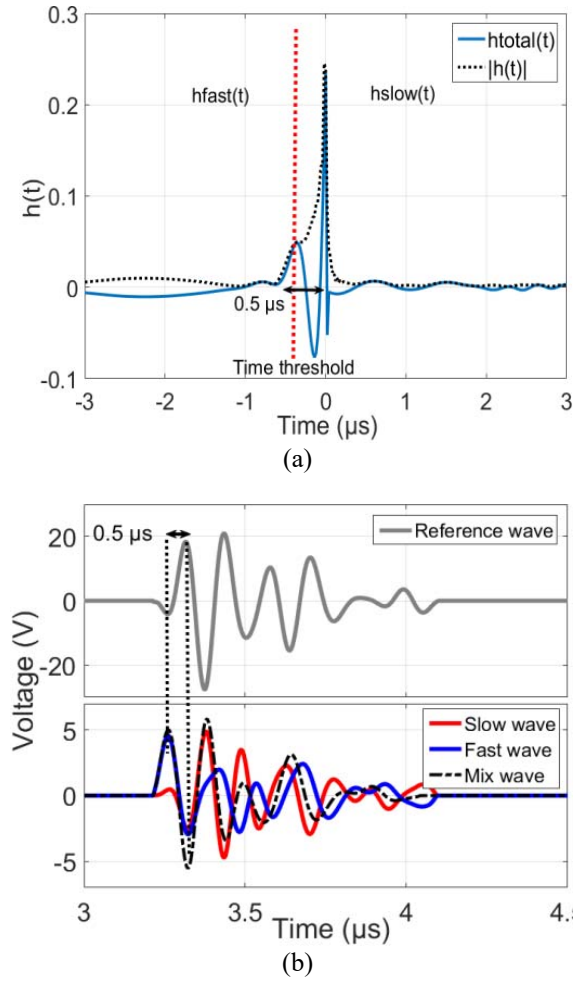 0.3
0.2
0.1
0
-0.1
h(t)
hfast(t)
hslow(t)
htotal(t)
|h(t)|
0.5 µs
Time threshold
-3 -2 -1 0 1 2 3
Time (µs)
(a)
0.5 µs
Reference wave
20
0
-20
Voltage (V)
Slow wave
Fast wave
Mix wave
5
0
-5
3 3.5 4 4.5
Time (µs)
(b)